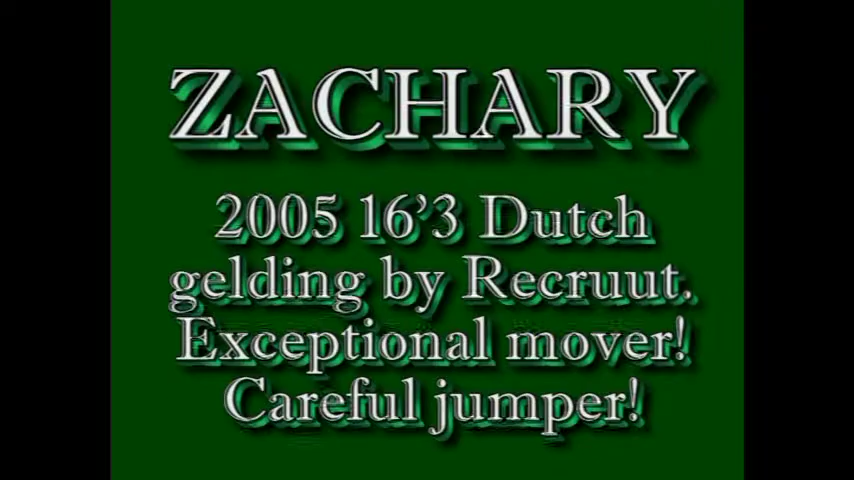 ZACHARY
2005 16'3 Dutch
gelding by Recruut.
Exceptional mover!
Careful jumper!